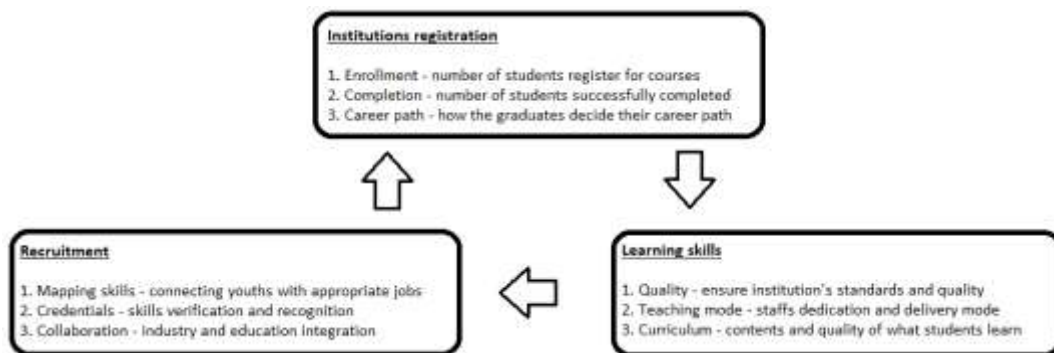 Institutions registration
1. Enrollment - number of students register for courses
2. Completion - number of students successfully completed
3. Career path - how the graduates decide their career path
Recruitment
1. Mapping skills - connecting youths with appropriate jobs
2. Credentials - skills verification and recognition
3. Collaboration - industry and education integration
Learning skills
1. Quality - ensure institution's standards and quality
2. Teaching mode - staffs dedication and delivery mode
3. Curriculum - contents and quality of what students learn